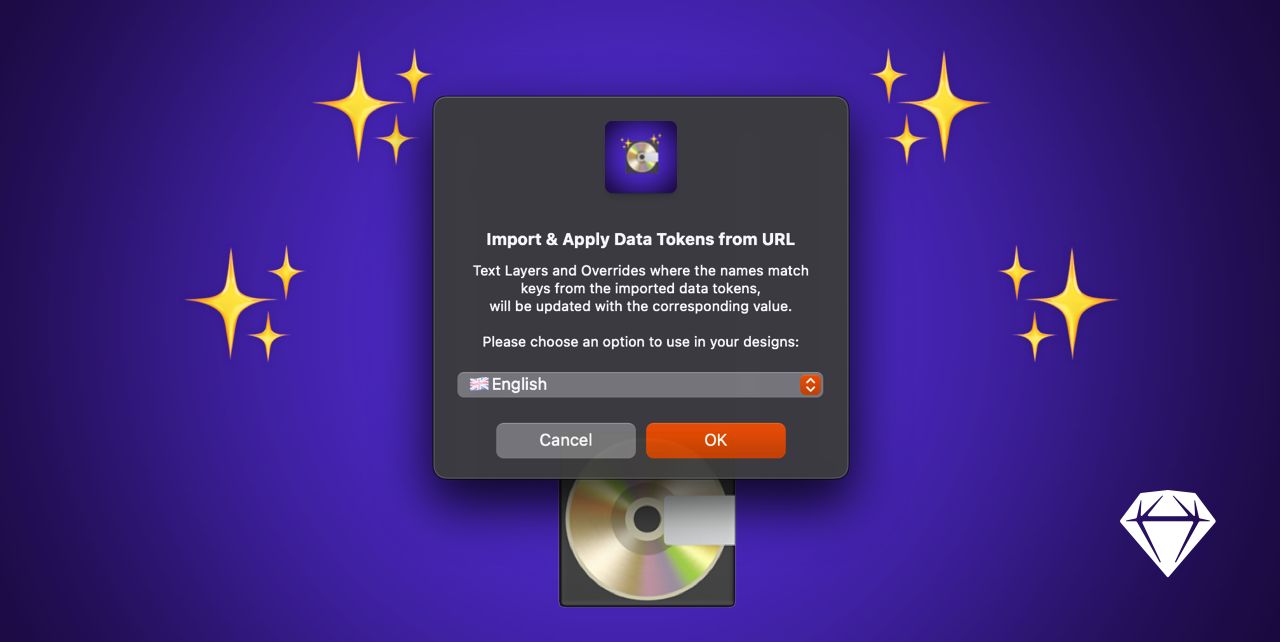 Import & Apply Data Tokens from URL
Text Layers and Overrides where the names match
keys from the imported data tokens,
will be updated with the corresponding value.
Please choose an option to use in your designs:
🇬🇧 English
Cancel
OK